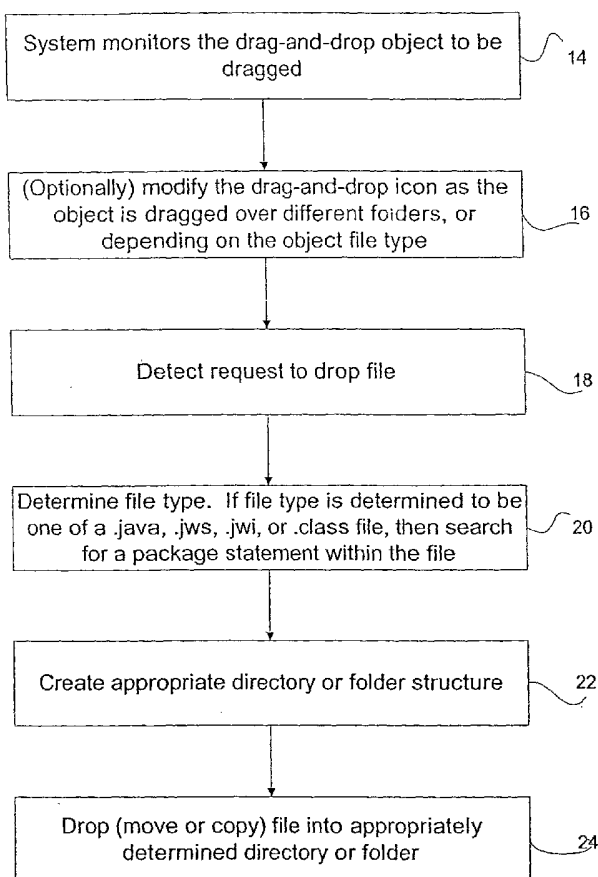 System monitors the drag-and-drop object to be
dragged
14
(Optionally) modify the drag-and-drop icon as the
object is dragged over different folders, or
depending on the object file type
16
Detect request to drop file
18
Determine file type. If file type is determined to be
one of a .java, .jws, .jwi, or .class file, then search
for a package statement within the file
20
Create appropriate directory or folder structure
22
Drop (move or copy) file into appropriately
determined directory or folder
24